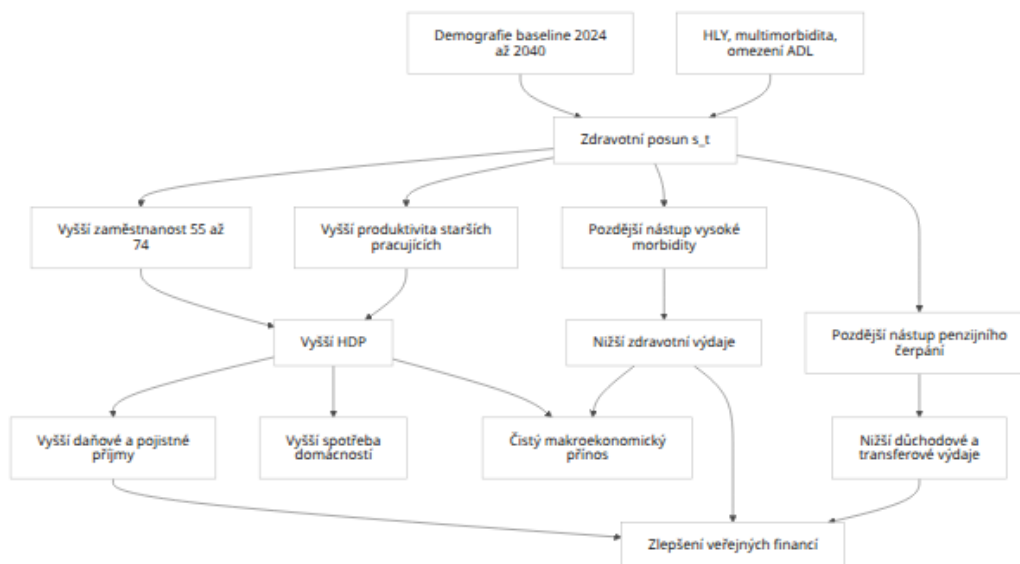 Demografie baseline 2024
až 2040
HLY, multimorbidita,
omezení ADL
Zdravotní posun s_t
Vyšší zaměstnanost 55 až
74
Vyšší produktivita starších
pracujících
Pozdější nástup vysoké
morbidity
Vyšší HDP
Nižší zdravotní výdaje
Pozdější nástup penzijního
čerpání
Vyšší daňové a pojistné
příjmy
Vyšší spotřeba
domácností
Čistý makroekonomický
přínos
Nižší důchodové a
transferové výdaje
Zlepšení veřejných financí